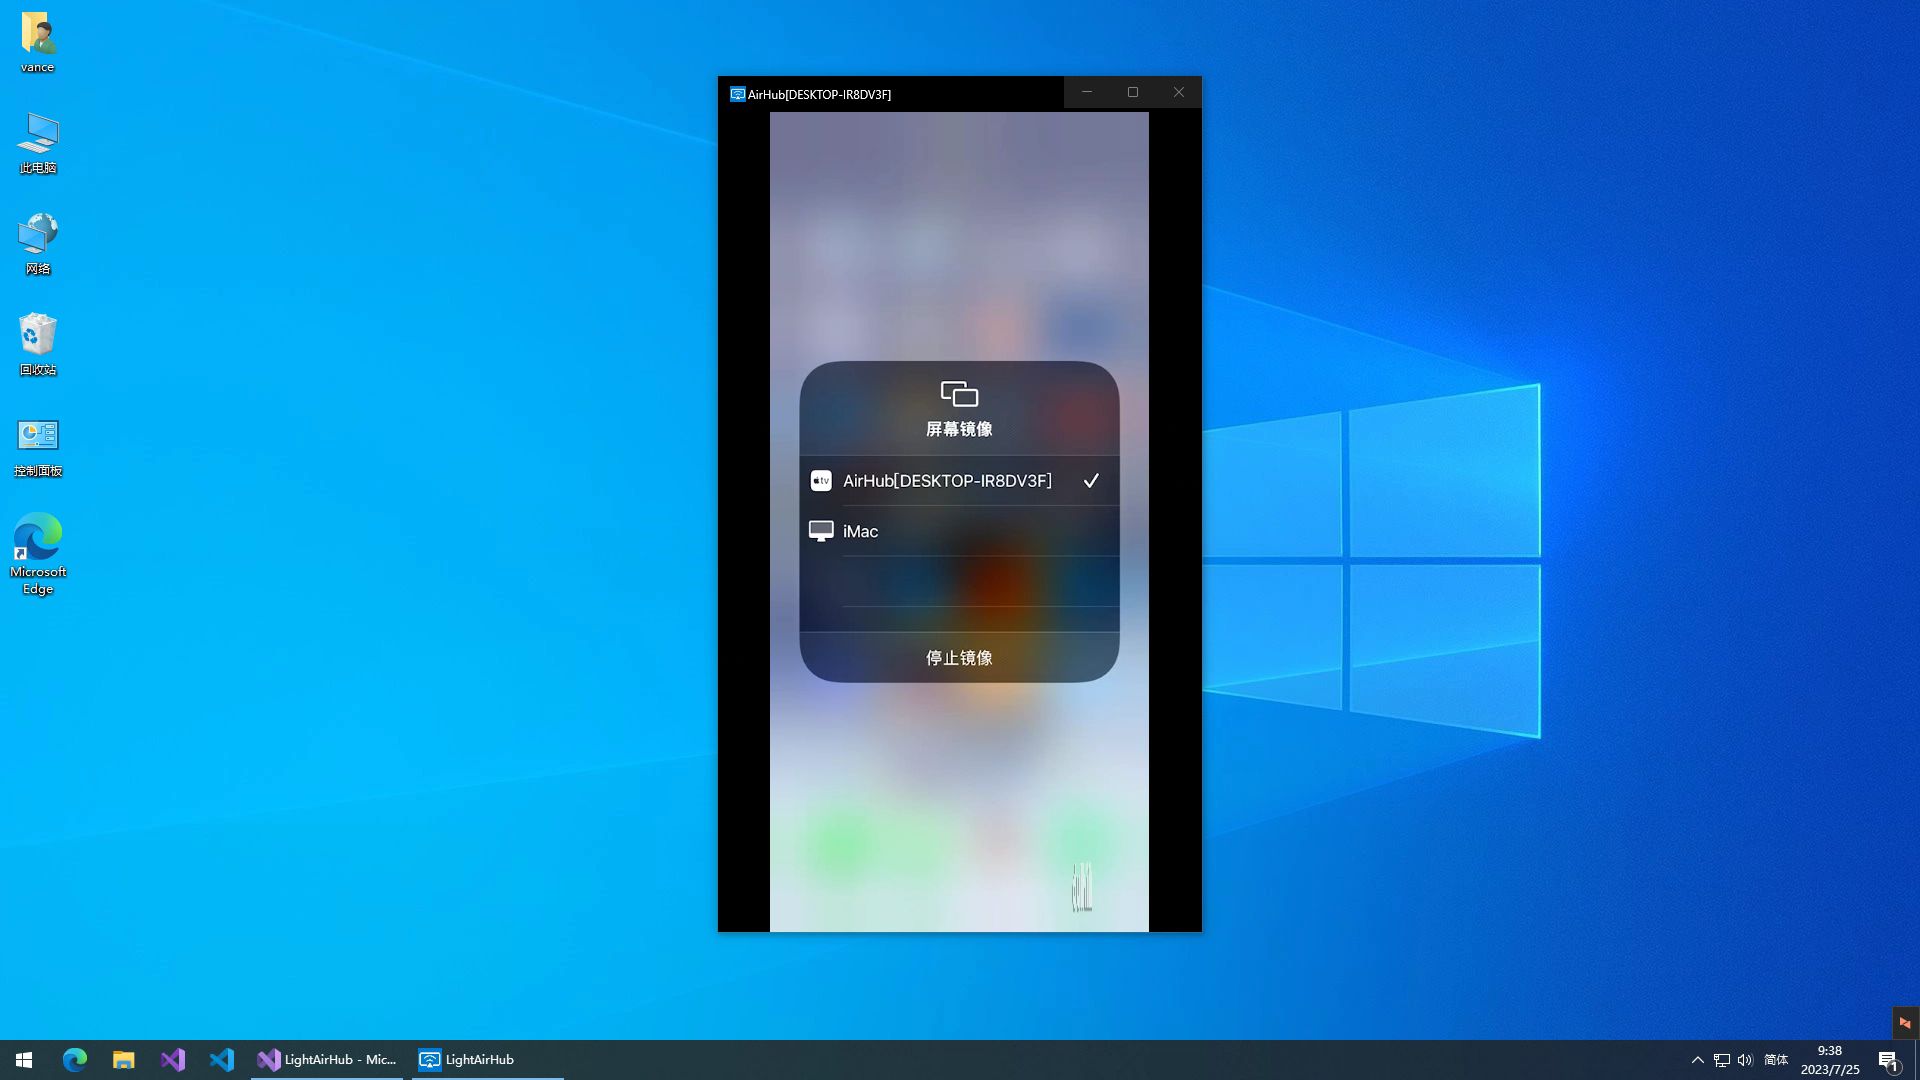 vance
此电脑
网络
回收站
控制面板
Microsoft
Edge
AirHub[DESKTOP-IR8DV3F]
屏幕镜像
tv
AirHub[DESKTOP-IR8DV3F]
iMac
停止镜像
LightAirHub - Mic...
LightAirHub
简体
9:38
2023/7/25
1